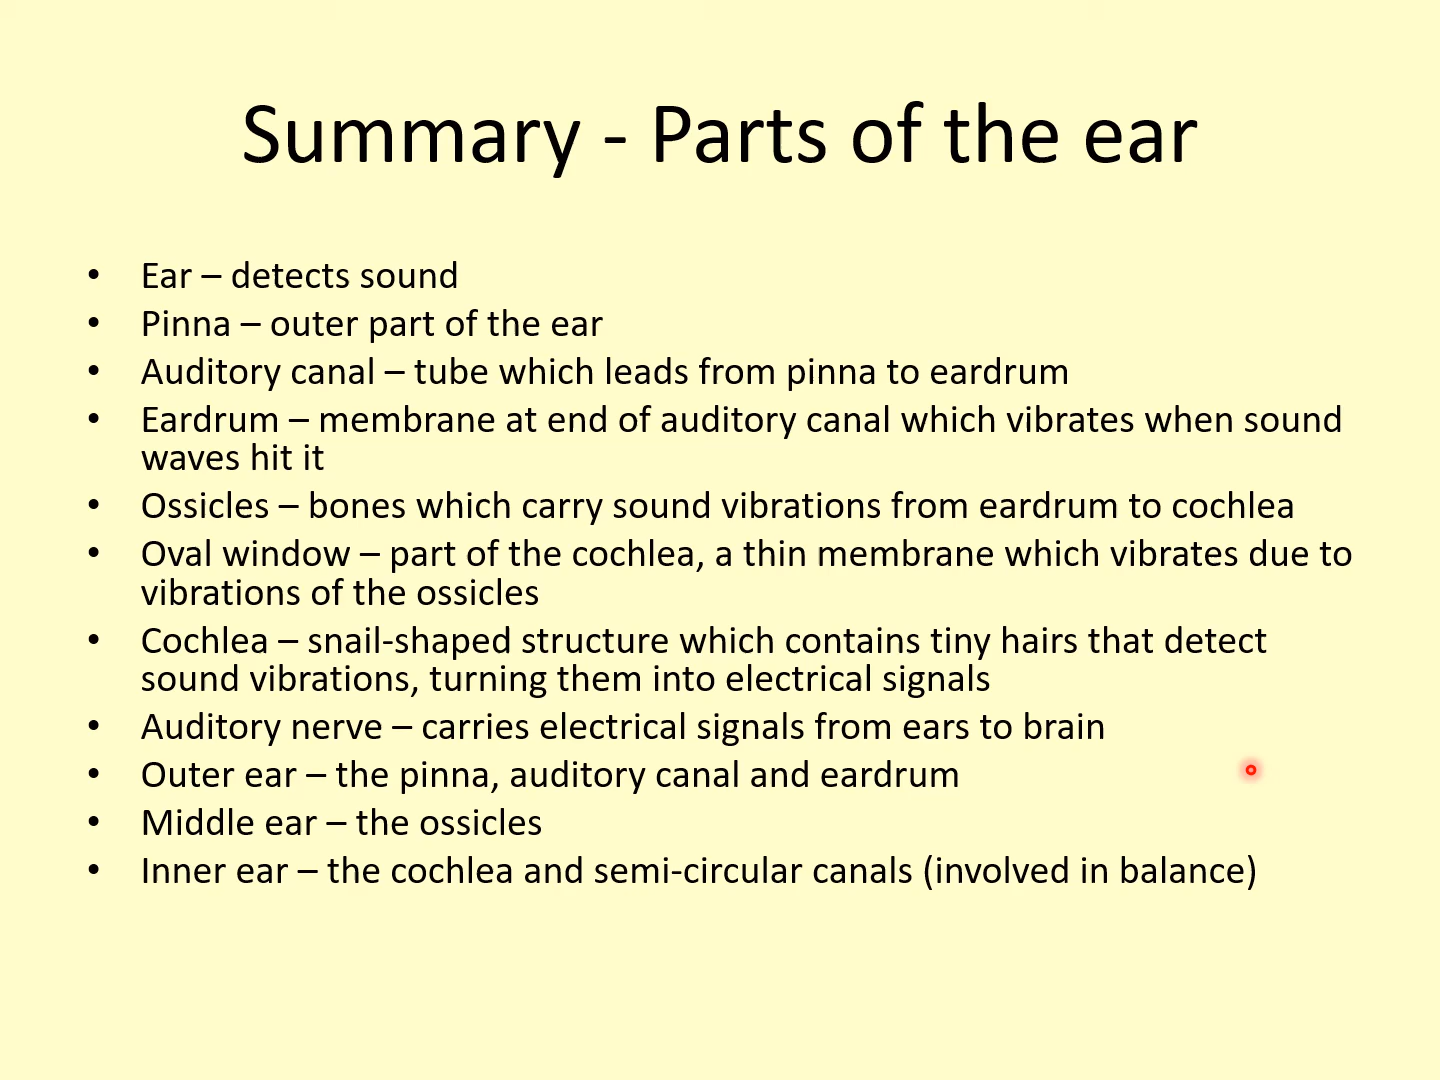 Summary - Parts of the ear
• Ear – detects sound
• Pinna – outer part of the ear
• Auditory canal – tube which leads from pinna to eardrum
• Eardrum – membrane at end of auditory canal which vibrates when sound
waves hit it
• Ossicles – bones which carry sound vibrations from eardrum to cochlea
• Oval window – part of the cochlea, a thin membrane which vibrates due to
vibrations of the ossicles
• Cochlea – snail-shaped structure which contains tiny hairs that detect
sound vibrations, turning them into electrical signals
• Auditory nerve – carries electrical signals from ears to brain
• Outer ear – the pinna, auditory canal and eardrum
• Middle ear – the ossicles
• Inner ear – the cochlea and semi-circular canals (involved in balance)